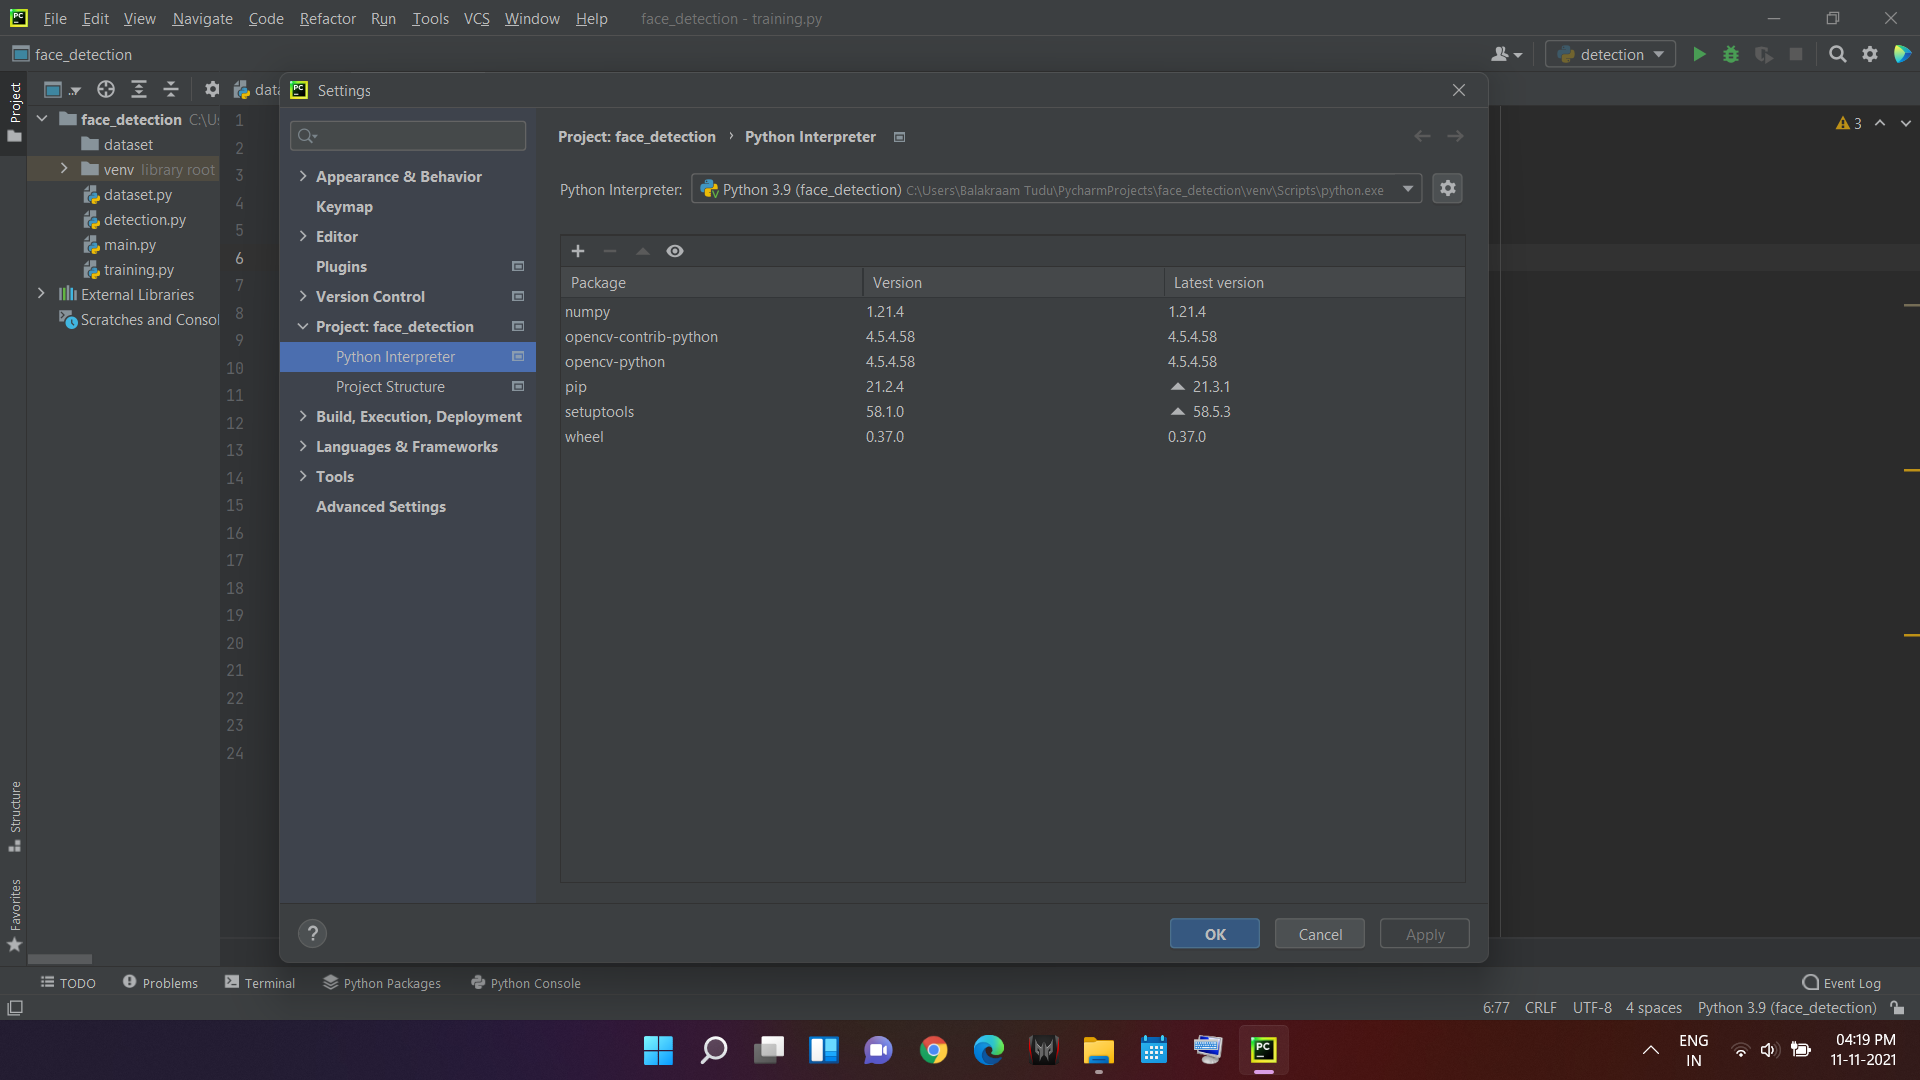 File Edit View Navigate Code Refactor Run Tools VCS Window Help face_detection - training.py
face_detection detection
Project
face_detection C:\Us
dataset
venv library root
dataset.py
detection.py
main.py
training.py
External Libraries
Scratches and Consol
Structure
Favorites
data
1
2
3
4
5
6
7
8
9
10
11
12
13
14
15
16
17
18
19
20
21
22
23
24
3
Settings
Appearance & Behavior
Keymap
Editor
Plugins
Version Control
Project: face_detection
Python Interpreter
Project Structure
Build, Execution, Deployment
Languages & Frameworks
Tools
Advanced Settings
Project: face_detection › Python Interpreter
Python Interpreter: Python 3.9 (face_detection) C:\Users\Balakraam Tudu\PycharmProjects\face_detection\venv\Scripts\python.exe
Package Version Latest version
numpy 1.21.4 1.21.4
opencv-contrib-python 4.5.4.58 4.5.4.58
opencv-python 4.5.4.58 4.5.4.58
pip 21.2.4 21.3.1
setuptools 58.1.0 58.5.3
wheel 0.37.0 0.37.0
? OK Cancel Apply
TODO Problems Terminal Python Packages Python Console Event Log
6:77 CRLF UTF-8 4 spaces Python 3.9 (face_detection)
ENG
IN
04:19 PM
11-11-2021